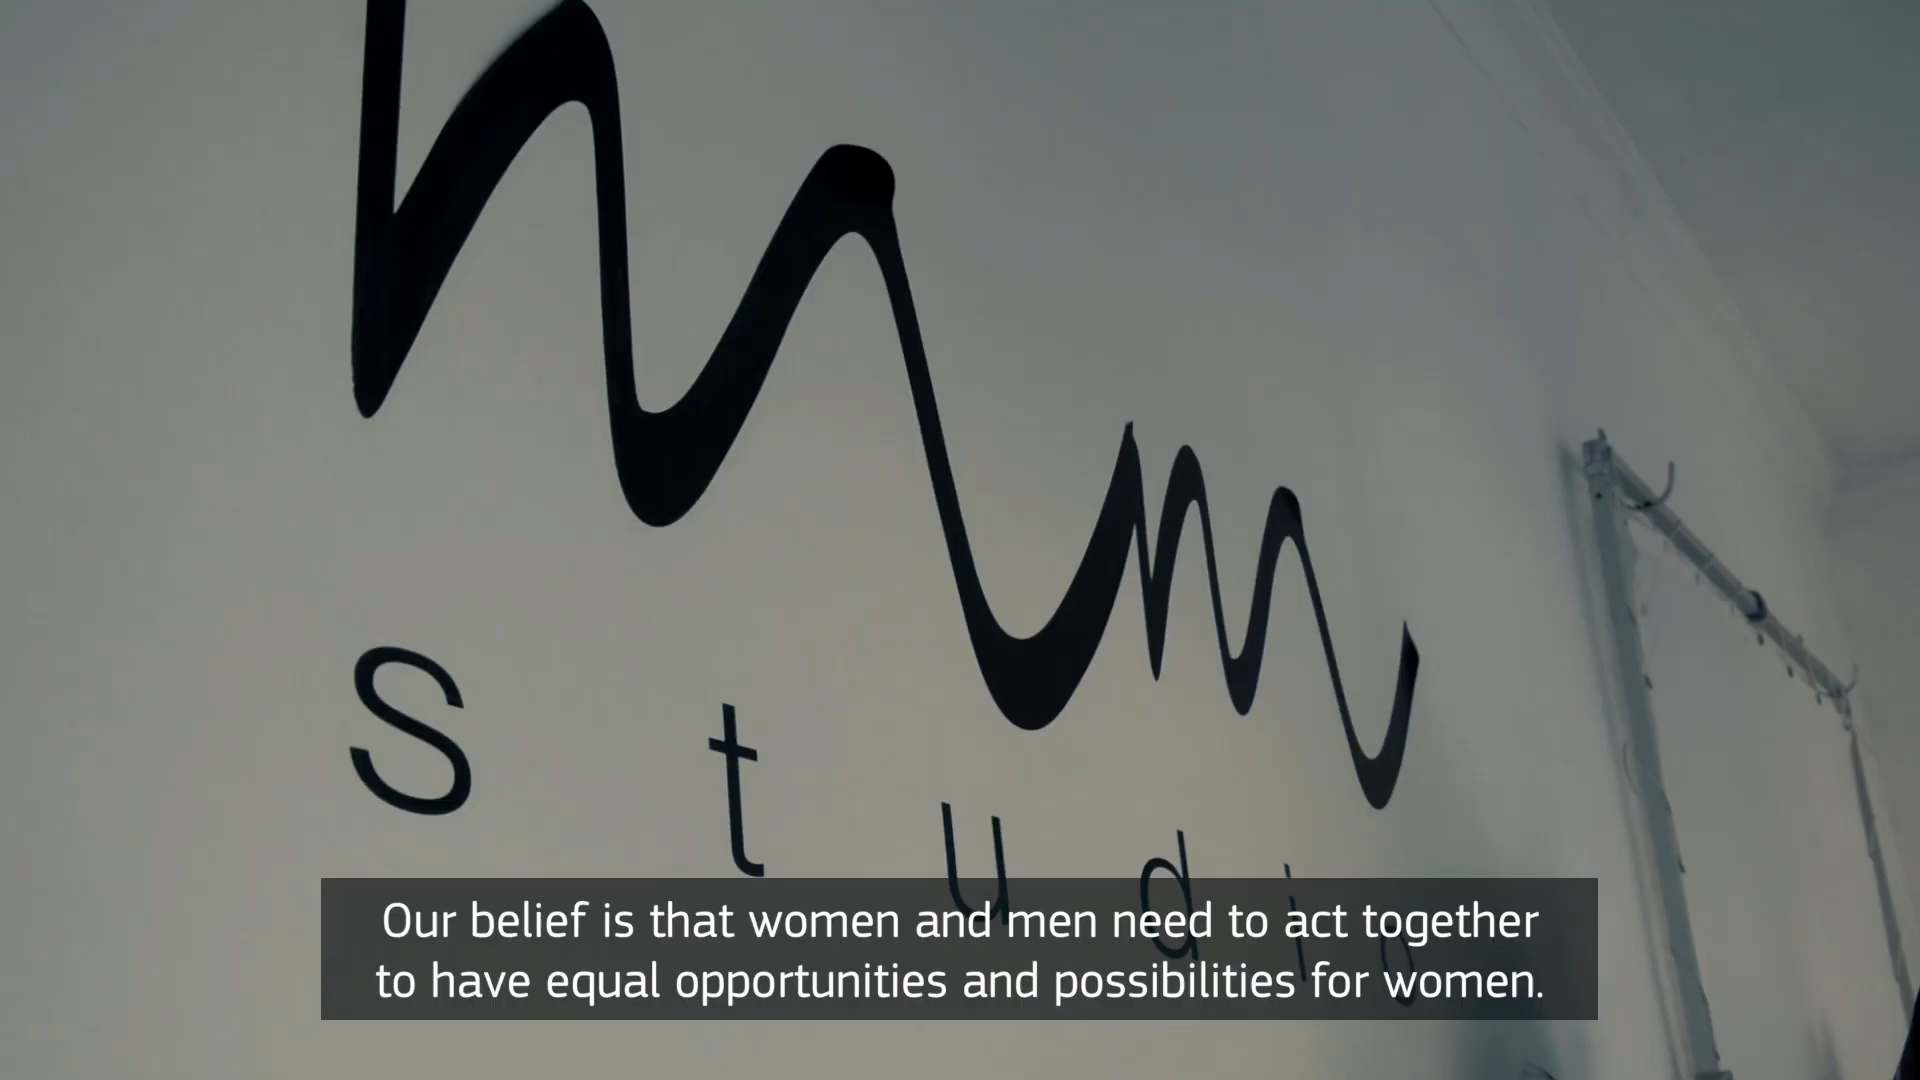 Studio
Our belief is that women and men need to act together
to have equal opportunities and possibilities for women.